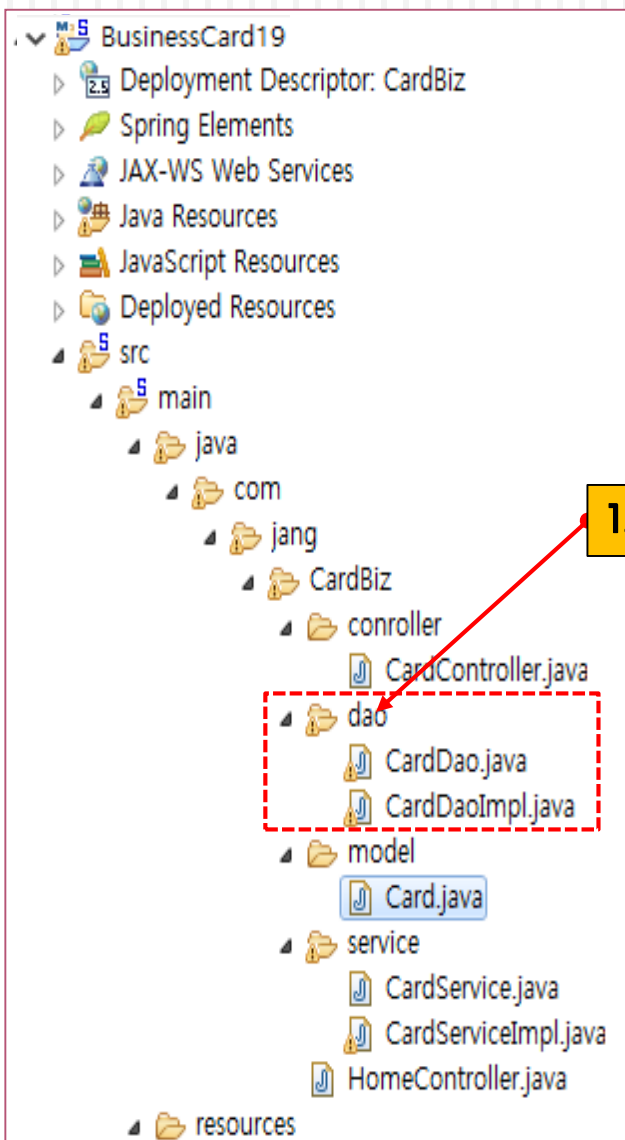 BusinessCard19
Deployment Descriptor: CardBiz
Spring Elements
JAX-WS Web Services
Java Resources
JavaScript Resources
Deployed Resources
src
main
java
com
1.
jang
CardBiz
conroller
CardController.java
dao
CardDao.java
CardDaoImpl.java
model
Card.java
service
CardService.java
CardServiceImpl.java
HomeController.java
resources